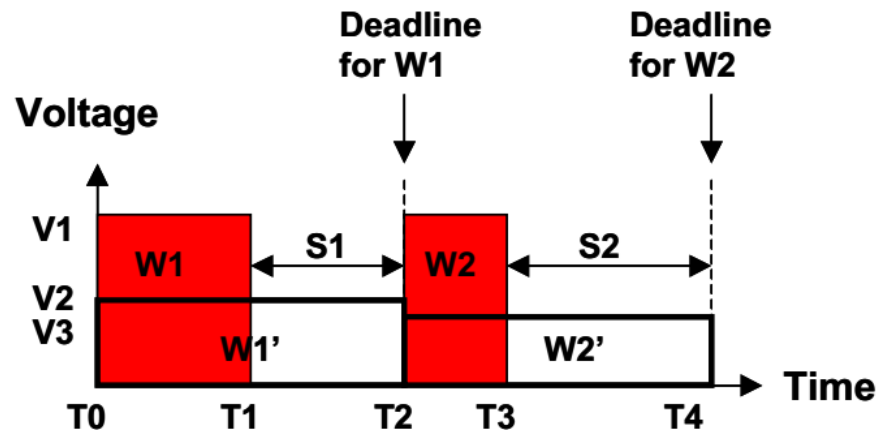 Deadline
for W1
Deadline
for W2
Voltage
V1
W1
S1
W2
S2
V2
V3
W1’
W2’
Time
T0
T1
T2
T3
T4